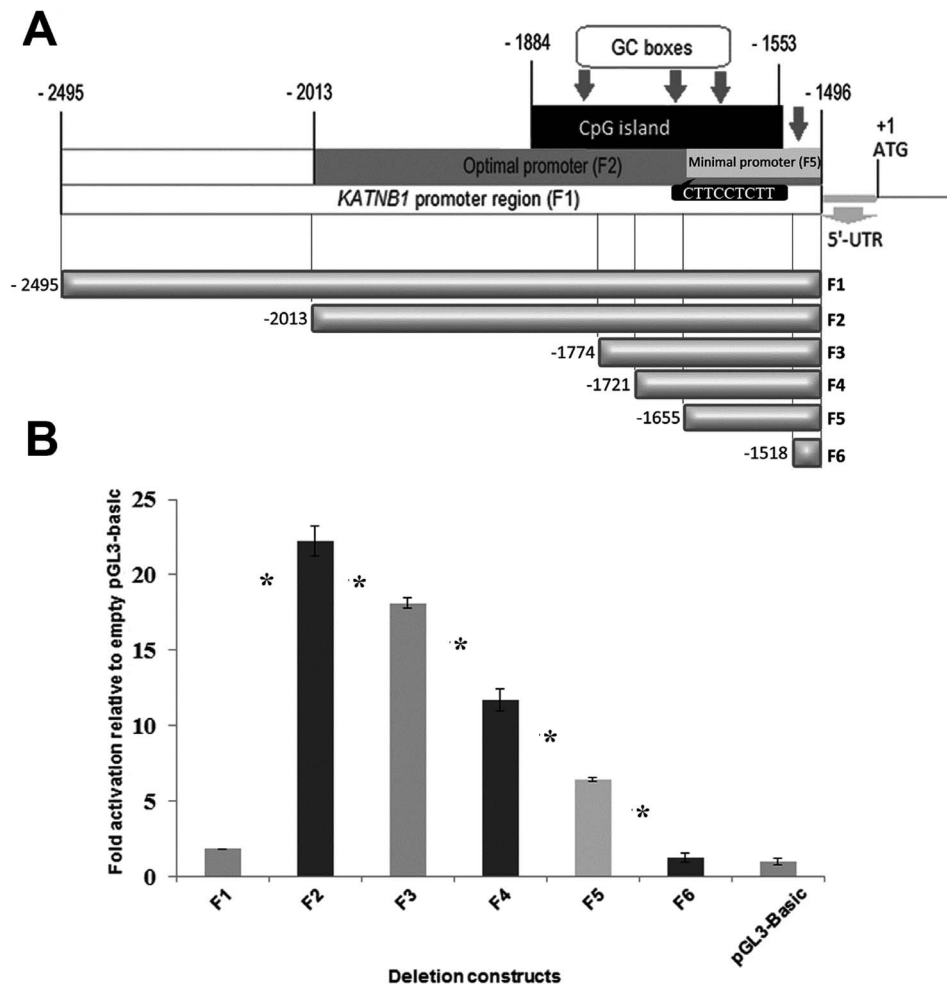 A
- 1884
GC boxes
- 1553
- 2495
- 2013
- 1496
+1
ATG
CpG island
Optimal promoter (F2)
Minimal promoter (F5)
KATNB1 promoter region (F1)
CTTCCTCTT
5'-UTR
- 2495
F1
-2013
F2
-1774
F3
-1721
F4
-1655
F5
-1518
F6
B
Fold activation relative to empty pGL3-basic
25
20
15
10
5
0
*
*
*
*
*
F1
F2
F3
F4
F5
F6
pGL3-Basic
Deletion constructs